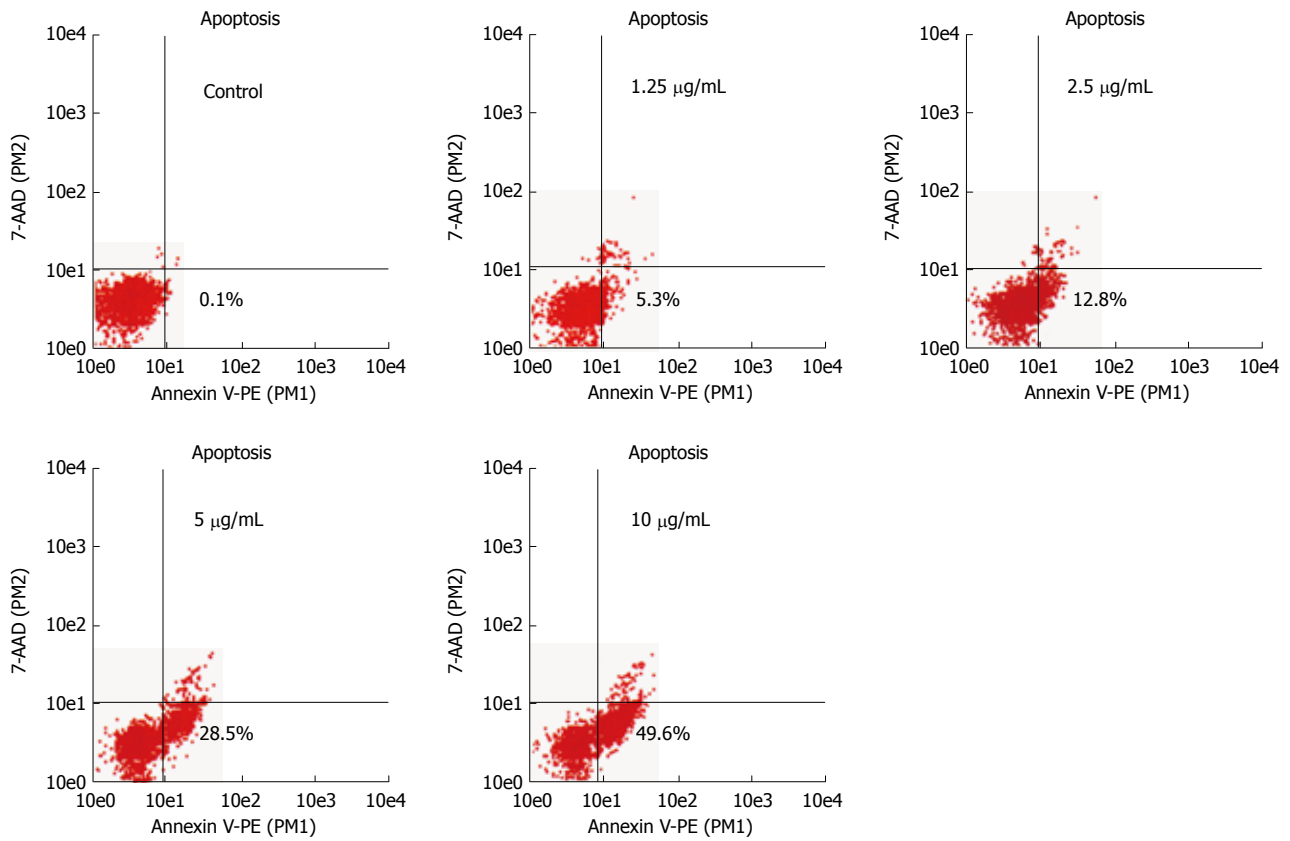 Apoptosis
10e4
Control
10e3
7-AAD (PM2)
10e2
10e1
0.1%
10e0
10e0 10e1 10e2 10e3 10e4
Annexin V-PE (PM1)
Apoptosis
10e4
1.25 μg/mL
10e3
7-AAD (PM2)
10e2
10e1
5.3%
10e0
10e0 10e1 10e2 10e3 10e4
Annexin V-PE (PM1)
Apoptosis
10e4
2.5 μg/mL
10e3
7-AAD (PM2)
10e2
10e1
12.8%
10e0
10e0 10e1 10e2 10e3 10e4
Annexin V-PE (PM1)
Apoptosis
10e4
5 μg/mL
10e3
7-AAD (PM2)
10e2
10e1
28.5%
10e0
10e0 10e1 10e2 10e3 10e4
Annexin V-PE (PM1)
Apoptosis
10e4
10 μg/mL
10e3
7-AAD (PM2)
10e2
10e1
49.6%
10e0
10e0 10e1 10e2 10e3 10e4
Annexin V-PE (PM1)